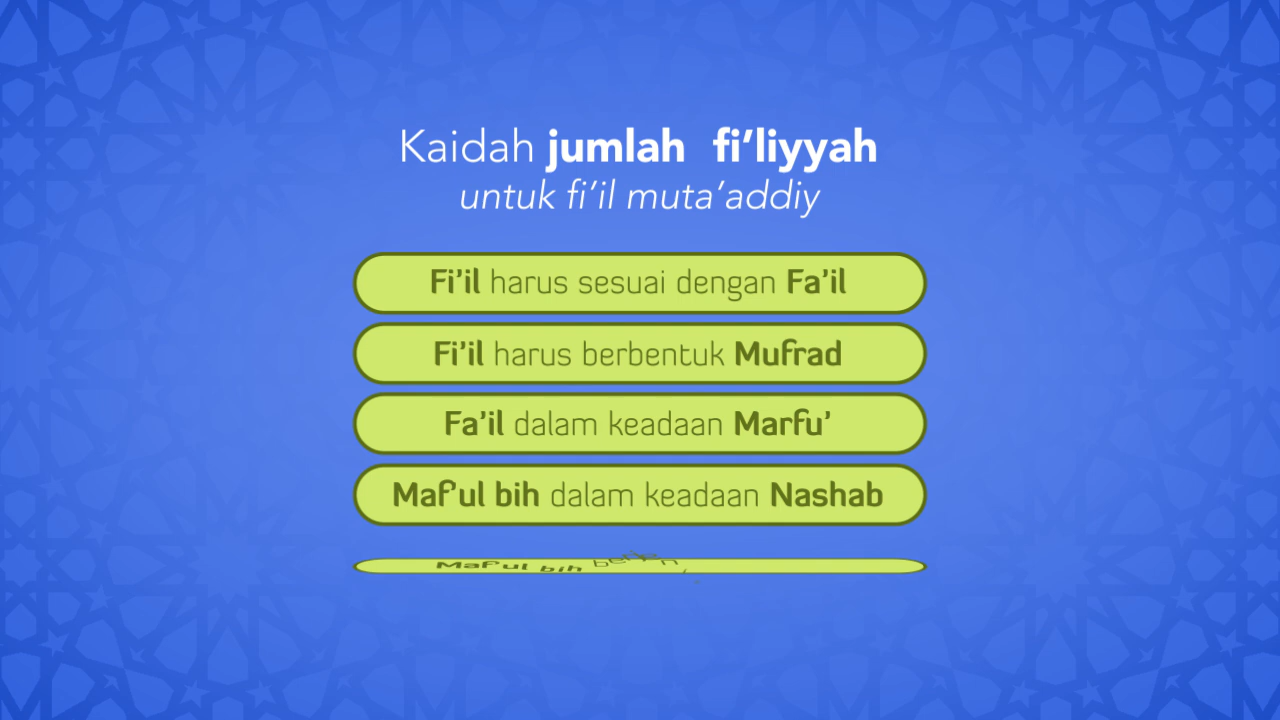 Kaidah jumlah fi’liyyah
untuk fi’il muta’addiy
Fi’il harus sesuai dengan Fa’il
Fi’il harus berbentuk Mufrad
Fa’il dalam keadaan Marfu’
Maf’ul bih dalam keadaan Nashab
Maf’ul bih